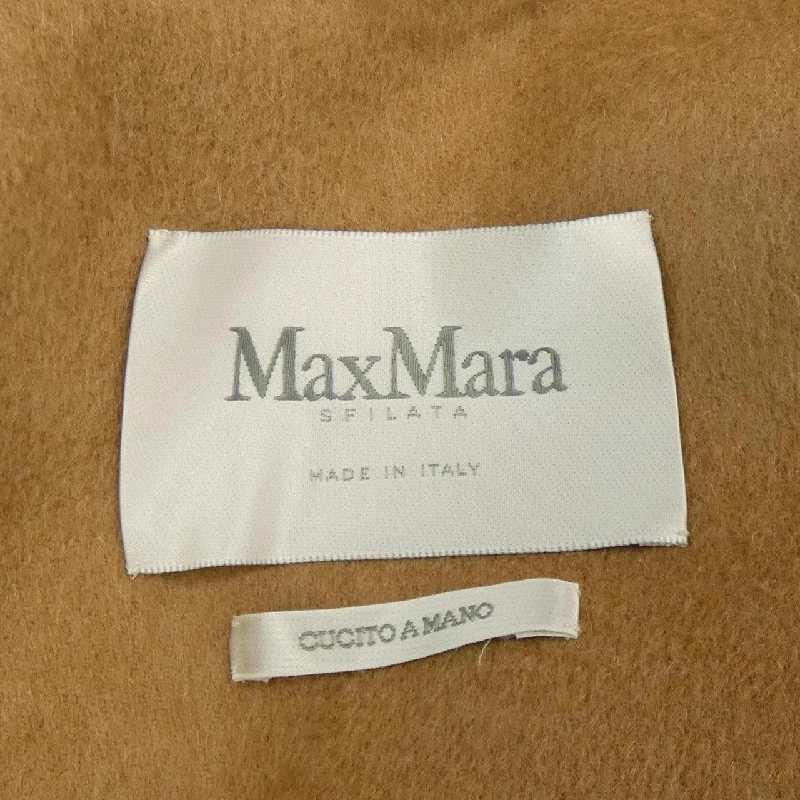 MaxMara
SFILATA
MADE IN ITALY
CUCITO A MANO